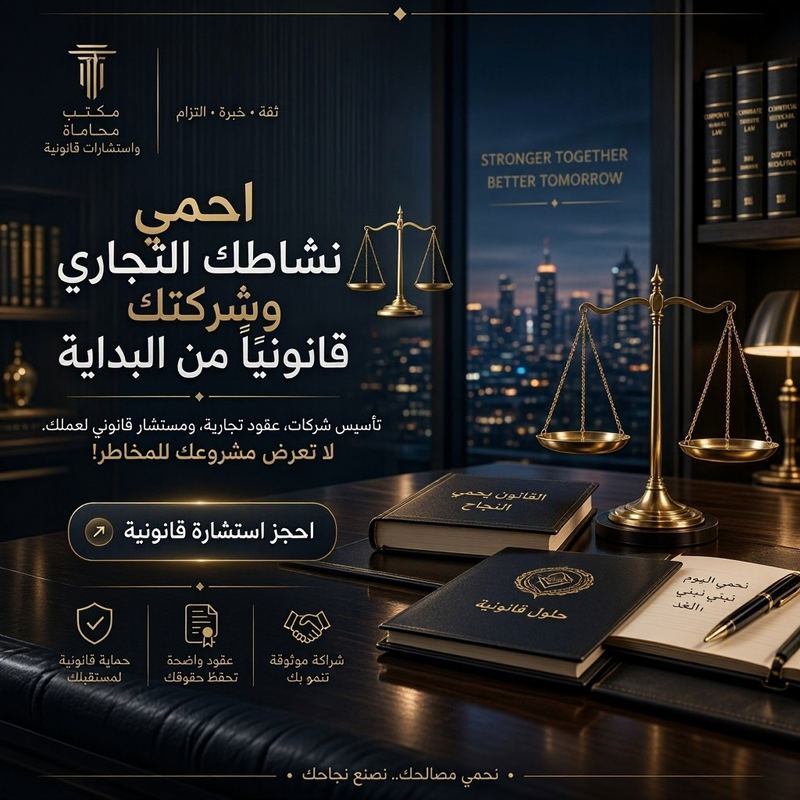 مكتب
محاماة
واستشارات قانونية
ثقة • خبرة • التزام
STRONGER TOGETHER
BETTER TOMORROW
احمي
نشاطك التجاري
وشركتك
قانونيًا من البداية
تأسيس شركات، عقود تجارية، ومستشار قانوني لعملك.
لا تعرض مشروعك للمخاطر!
احجز استشارة قانونية
شراكة موثوقة
تنمو بك
عقود واضحة
تحفظ حقوقك
حماية قانونية
لمستقبلك
القانون يحمي
النجاح
حلول قانونية
نحمي اليوم
نبني نبني
الغد
نحمي مصالحك.. نصنع نجاحك